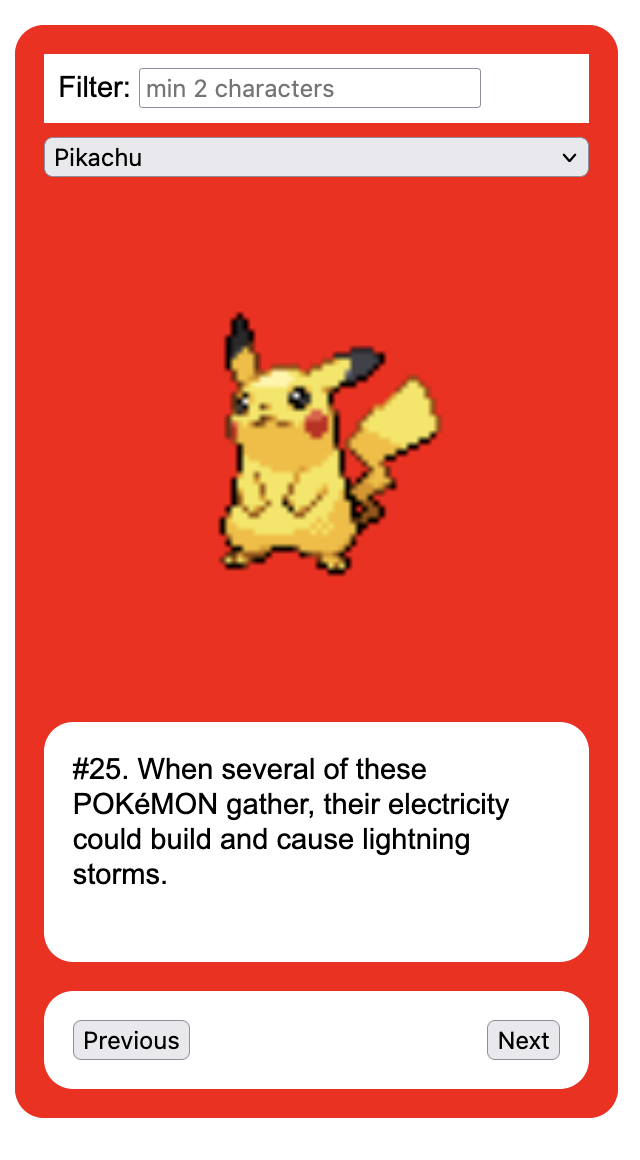 Filter: min 2 characters
Pikachu
#25. When several of these
POKéMON gather, their electricity
could build and cause lightning
storms.
Previous Next